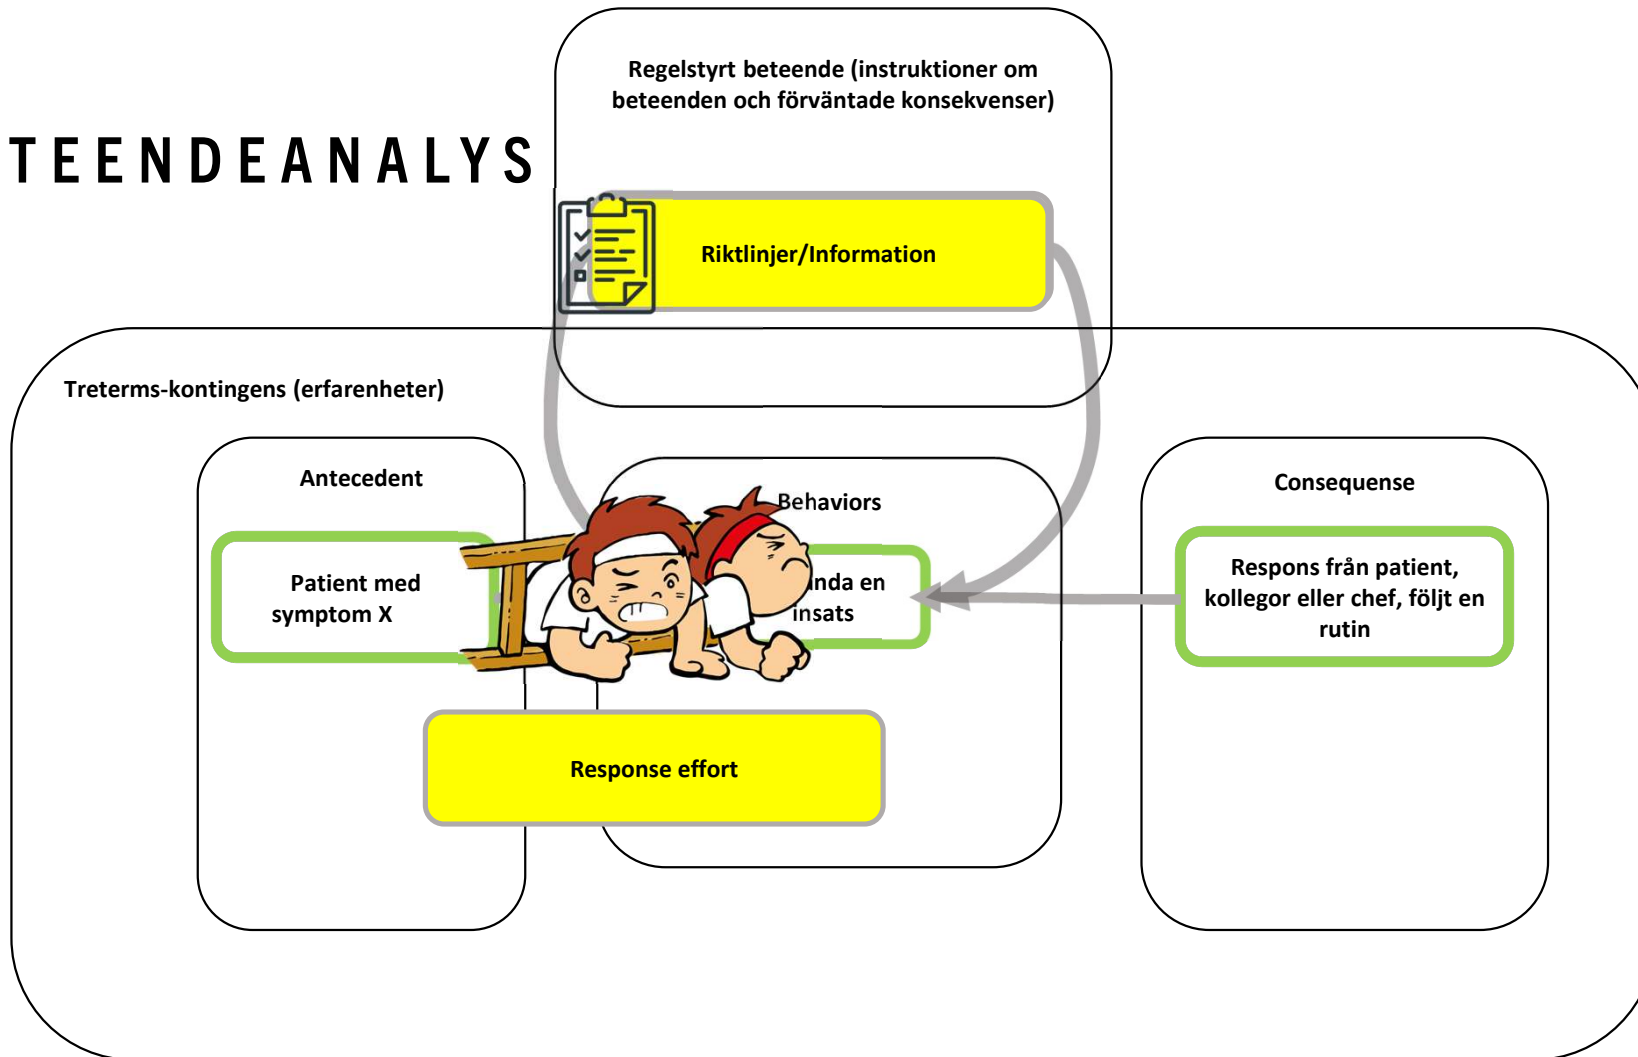 Regelstyrt beteende (instruktioner om
beteenden och förväntade konsekvenser)
TEENDEANALYS
Riktlinjer/Information
Treterms-kontingens (erfarenheter)
Antecedent
Behaviors
Consequense
Patient med
symptom X
en
insats
Respons från patient,
kollegor eller chef, följt en
rutin
Response effort